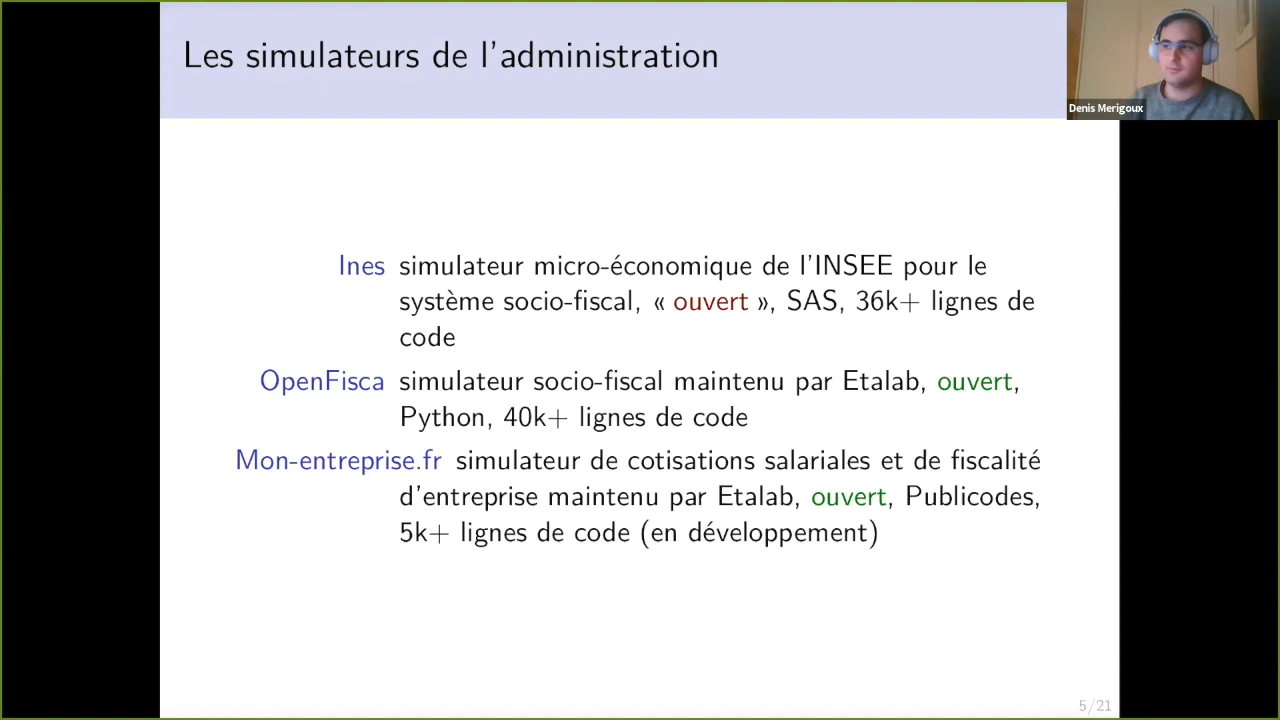 Les simulateurs de l'administration
Denis Merigoux
Ines simulateur micro-économique de l'INSEE pour le
système socio-fiscal, « ouvert », SAS, 36k+ lignes de
code
OpenFisca simulateur socio-fiscal maintenu par Etalab, ouvert,
Python, 40k+ lignes de code
Mon-entreprise.fr simulateur de cotisations salariales et de fiscalité
d'entreprise maintenu par Etalab, ouvert, Publicodes,
5k+ lignes de code (en développement)
5/21